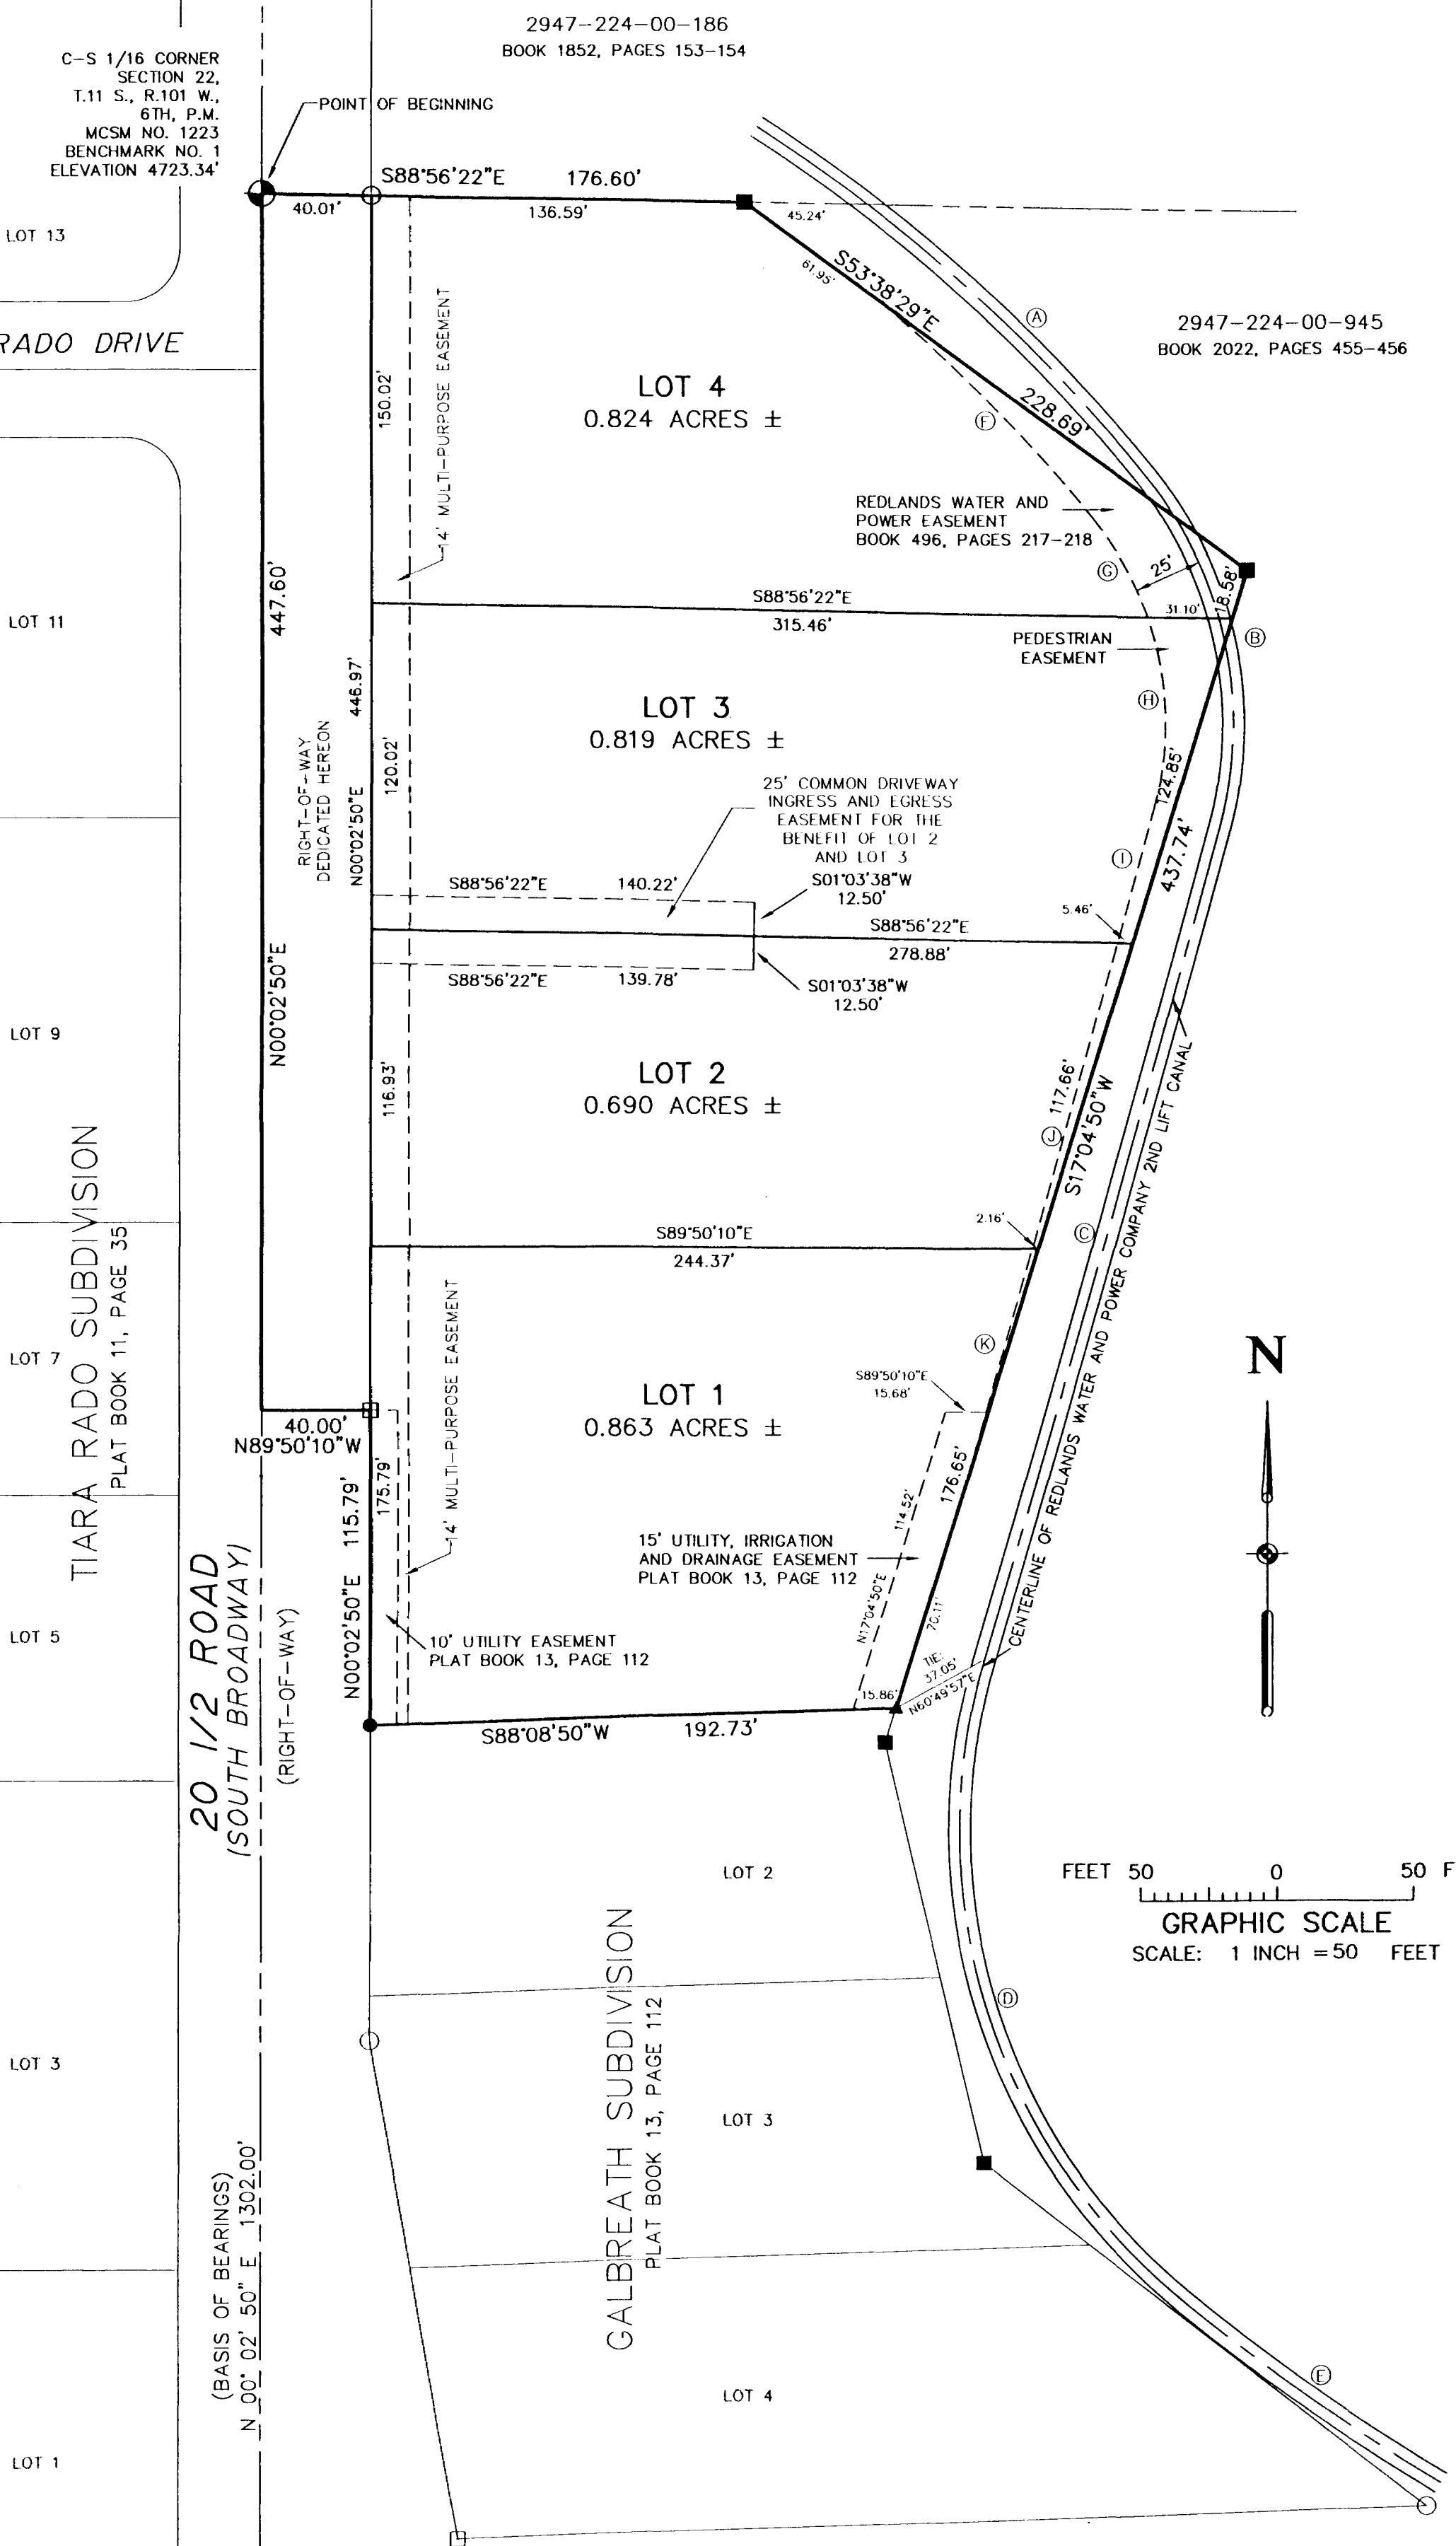 2947-224-00-186
BOOK 1852, PAGES 153-154
C-S 1/16 CORNER
SECTION 22,
T.11 S., R.101 W.,
6TH, P.M.
MCSM NO. 1223
BENCHMARK NO. 1
ELEVATION 4723.34'
POINT OF BEGINNING
S88°56'22"E 176.60'
40.01'
136.59'
45.24'
LOT 13
61.95'
S53°38'29"E
228.69'
A
2947-224-00-945
BOOK 2022, PAGES 455-456
RADO DRIVE
150.02'
14' MULTI-PURPOSE EASEMENT
LOT 4
0.824 ACRES ±
F
REDLANDS WATER AND
POWER EASEMENT
BOOK 496, PAGES 217-218
G
25'
18.58'
447.60'
LOT 11
S88°56'22"E
315.46'
31.10'
B
PEDESTRIAN
EASEMENT
H
446.97'
N00°02'50"E
RIGHT-OF-WAY
DEDICATED HEREON
120.02'
LOT 3
0.819 ACRES ±
124.85'
437.74'
25' COMMON DRIVEWAY
INGRESS AND EGRESS
EASEMENT FOR THE
BENEFIT OF LOT 2
AND LOT 3
I
S88°56'22"E 140.22'
S01°03'38"W
12.50'
5.46'
S88°56'22"E
278.88'
S88°56'22"E 139.78'
S01°03'38"W
12.50'
N00°02'50"E
LOT 9
116.93'
LOT 2
0.690 ACRES ±
117.66'
J
S17°04'50"W
2.16'
S89°50'10"E
244.37'
C
CENTERLINE OF REDLANDS WATER AND POWER COMPANY 2ND LIFT CANAL
TIARA RADO SUBDIVISION
PLAT BOOK 11, PAGE 35
LOT 7
K
N
14' MULTI-PURPOSE EASEMENT
LOT 1
0.863 ACRES ±
S89°50'10"E
15.68'
40.00'
N89°50'10"W
N00°02'50"E 115.79'
175.79'
176.65'
114.52'
N17°04'50"E
15' UTILITY, IRRIGATION
AND DRAINAGE EASEMENT
PLAT BOOK 13, PAGE 112
70.11'
TIE:
37.05'
N60°49'57"E
15.86'
LOT 5
20 1/2 ROAD
(SOUTH BROADWAY)
(RIGHT-OF-WAY)
10' UTILITY EASEMENT
PLAT BOOK 13, PAGE 112
S88°08'50"W 192.73'
LOT 2
FEET 50 0 50 F
GRAPHIC SCALE
SCALE: 1 INCH = 50 FEET
D
GALBREATH SUBDIVISION
PLAT BOOK 13, PAGE 112
LOT 3
LOT 3
(BASIS OF BEARINGS)
N 00° 02' 50" E 1302.00'
LOT 4
E
LOT 1